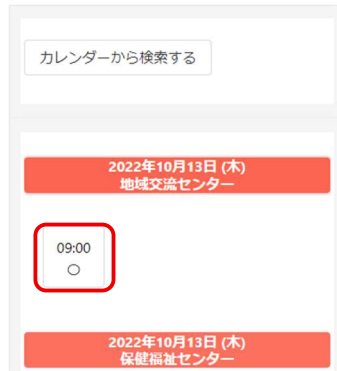 カレンダーから検索する
2022年10月13日 (木)
地域交流センター
09:00
○
2022年10月13日 (木)
保健福祉センター